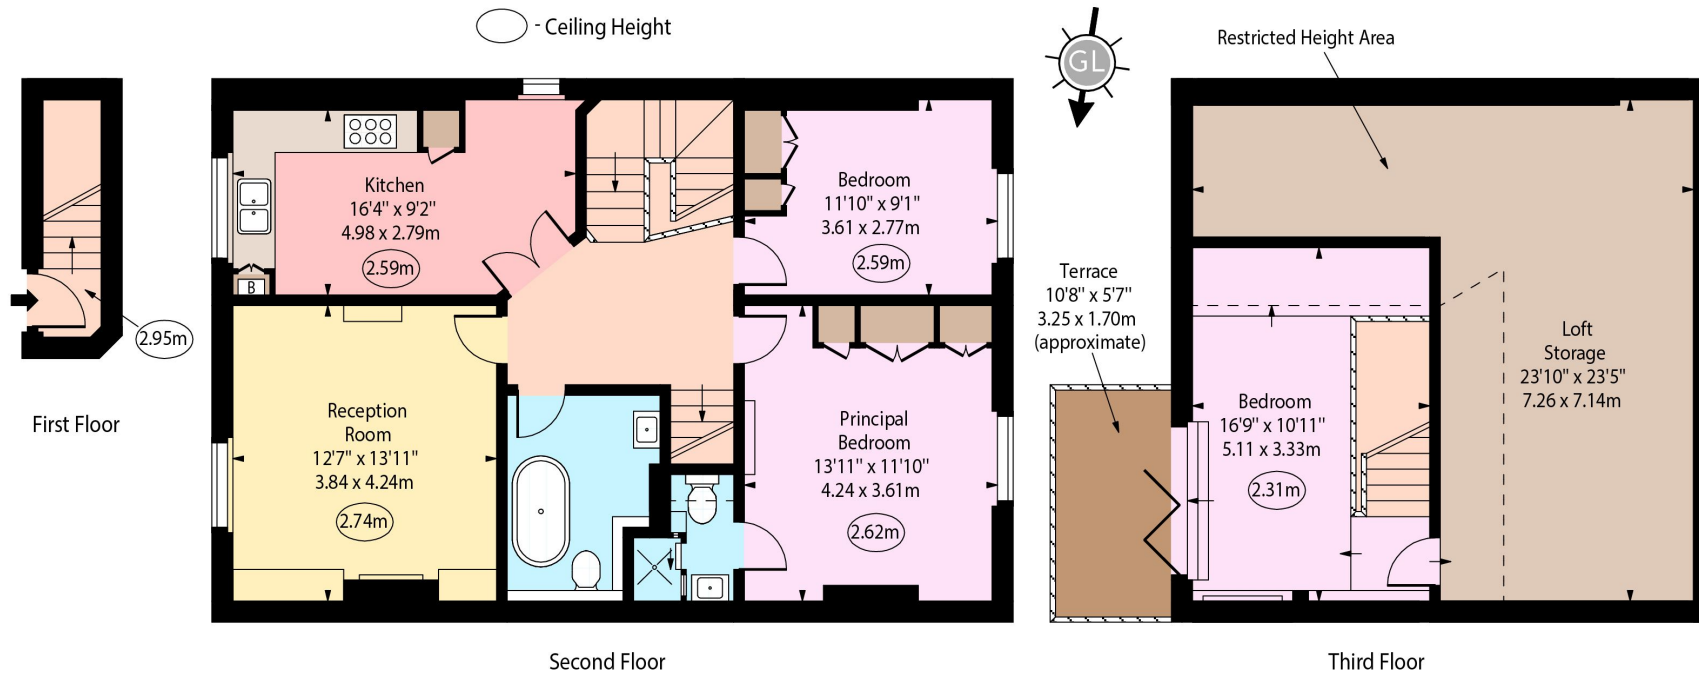 - Ceiling Height
GL
Restricted Height Area
Kitchen
16'4" x 9'2"
4.98 x 2.79m
2.59m
B
Bedroom
11'10" x 9'1"
3.61 x 2.77m
2.59m
2.95m
First Floor
Reception
Room
12'7" x 13'11"
3.84 x 4.24m
2.74m
Principal
Bedroom
13'11" x 11'10"
4.24 x 3.61m
2.62m
Second Floor
Terrace
10'8" x 5'7"
3.25 x 1.70m
(approximate)
Bedroom
16'9" x 10'11"
5.11 x 3.33m
2.31m
Loft
Storage
23'10" x 23'5"
7.26 x 7.14m
Third Floor